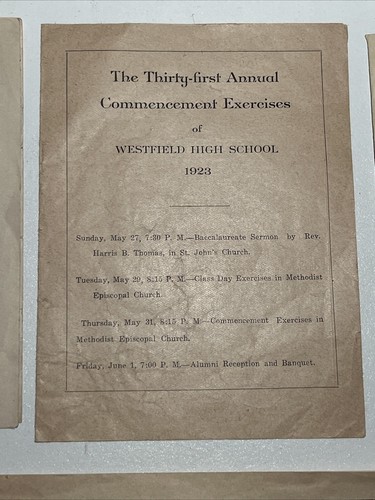 The Thirty-first Annual
Commencement Exercises
of
WESTFIELD HIGH SCHOOL
1923
Sunday, May 27, 7:30 P. M.—Baccalaureate Sermon by Rev.
Harris B. Thomas, in St. John's Church.
Tuesday, May 29, 8:15 P. M.—Class Day Exercises in Methodist
Episcopal Church.
Thursday, May 31, 8:15 P. M.—Commencement Exercises in
Methodist Episcopal Church.
Friday, June 1, 7:00 P. M.—Alumni Reception and Banquet.